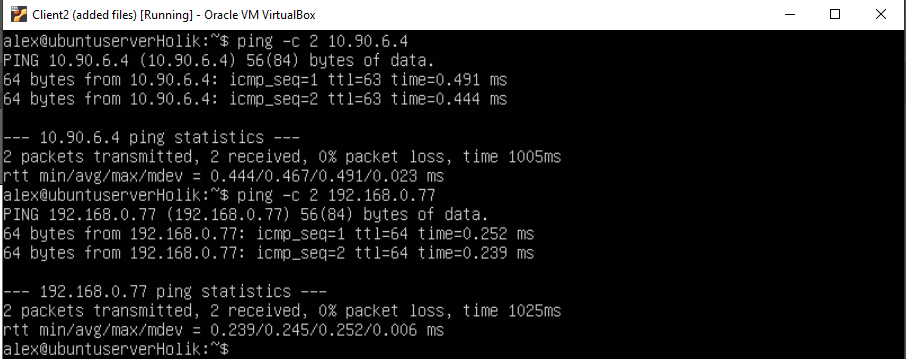 Client2 (added files) [Running] - Oracle VM VirtualBox
alex@ubuntuserverHolik:~$ ping -c 2 10.90.6.4
PING 10.90.6.4 (10.90.6.4) 56(84) bytes of data.
64 bytes from 10.90.6.4: icmp_seq=1 ttl=63 time=0.491 ms
64 bytes from 10.90.6.4: icmp_seq=2 ttl=63 time=0.444 ms

--- 10.90.6.4 ping statistics ---
2 packets transmitted, 2 received, 0% packet loss, time 1005ms
rtt min/avg/max/mdev = 0.444/0.467/0.491/0.023 ms
alex@ubuntuserverHolik:~$ ping -c 2 192.168.0.77
PING 192.168.0.77 (192.168.0.77) 56(84) bytes of data.
64 bytes from 192.168.0.77: icmp_seq=1 ttl=64 time=0.252 ms
64 bytes from 192.168.0.77: icmp_seq=2 ttl=64 time=0.239 ms

--- 192.168.0.77 ping statistics ---
2 packets transmitted, 2 received, 0% packet loss, time 1025ms
rtt min/avg/max/mdev = 0.239/0.245/0.252/0.006 ms
alex@ubuntuserverHolik:~$